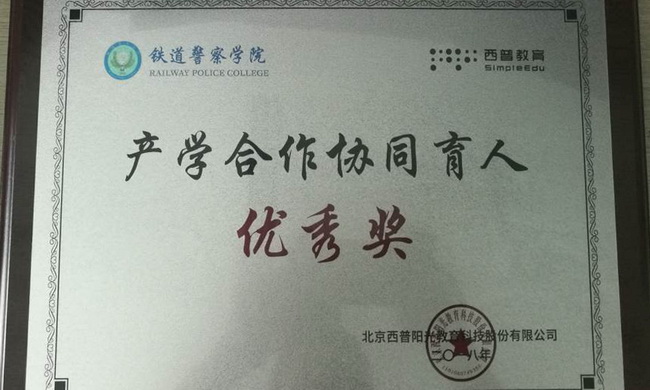 铁道警察学院
RAILWAY POLICE COLLEGE
西普教育
SimpleEdu
产学合作协同育人
优秀奖
北京西普阳光教育科技股份有限公司
二〇一八年